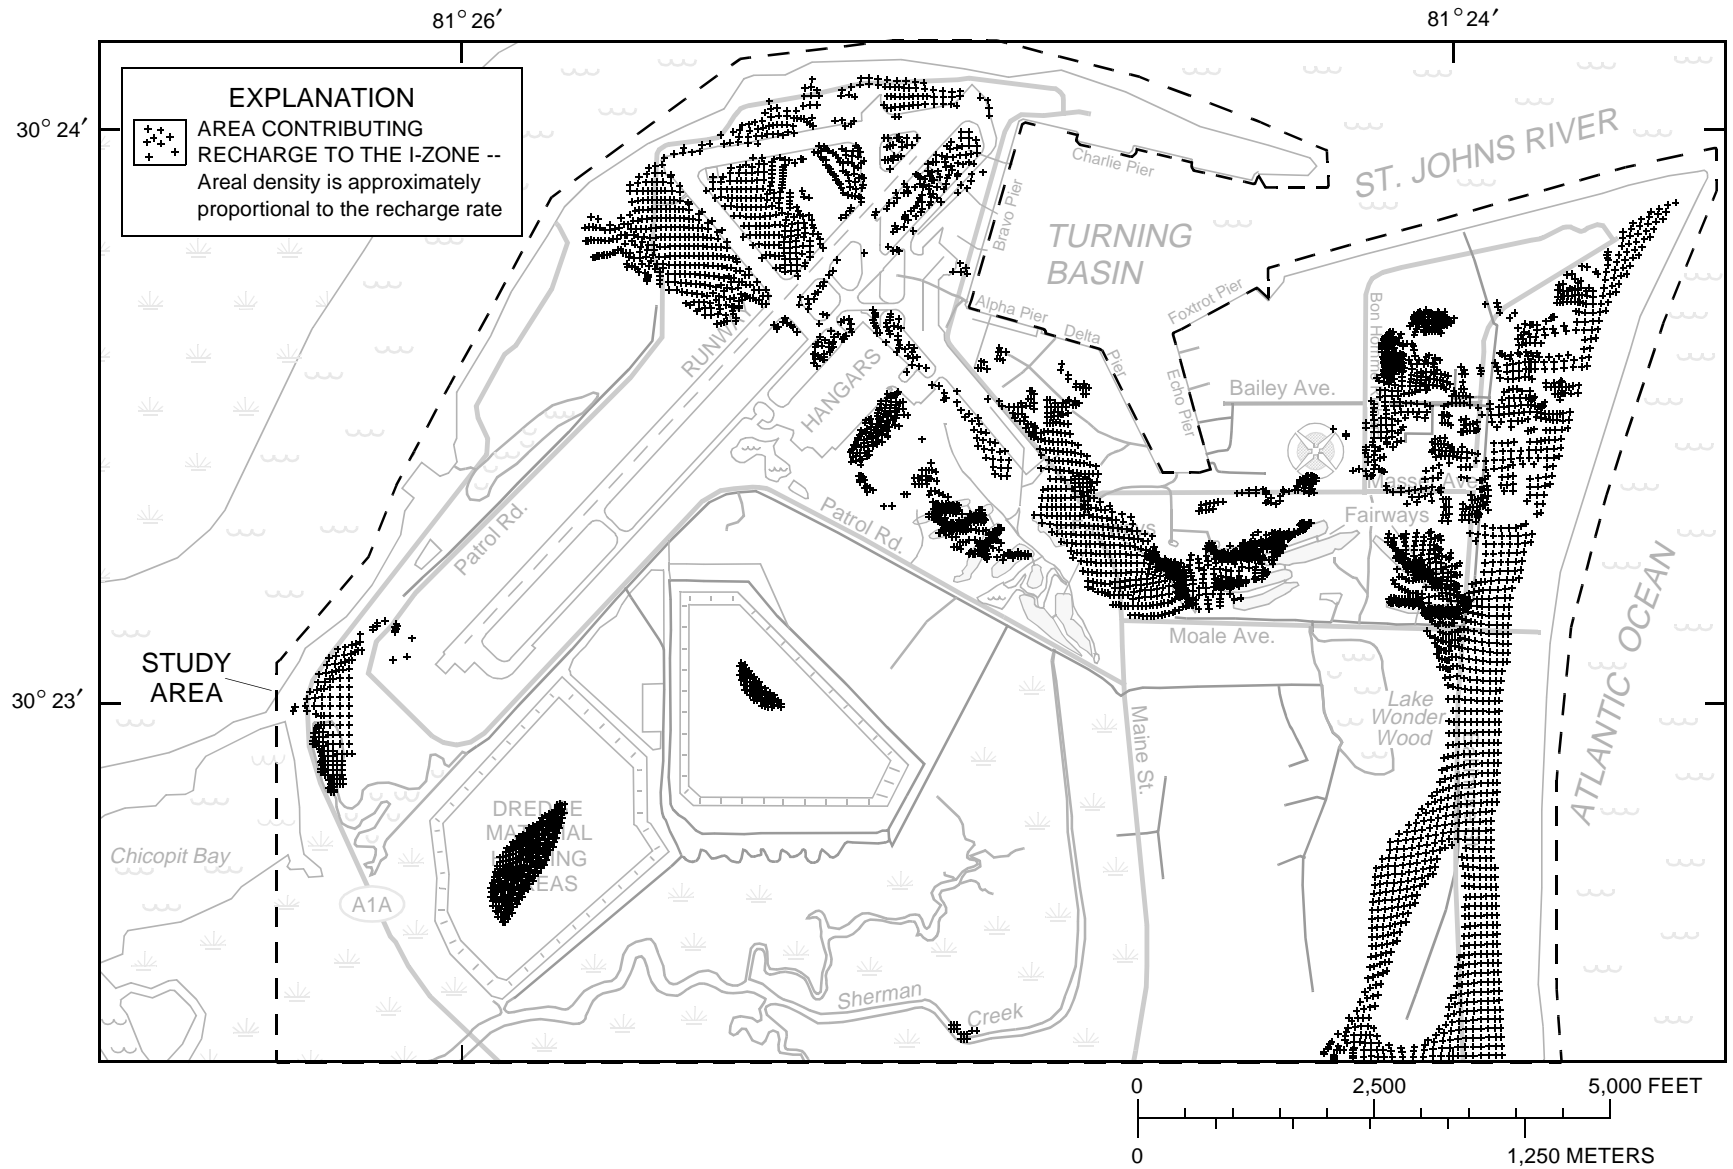 81° 26′
81° 24′
30° 24′
30° 23′
EXPLANATION
AREA CONTRIBUTING
RECHARGE TO THE I-ZONE --
Areal density is approximately
proportional to the recharge rate
ST. JOHNS RIVER
Charlie Pier
Bravo Pier
TURNING
BASIN
Alpha Pier
Delta
Pier
Foxtrot Pier
Echo Pier
Bailey Ave.
RUNWAY
HANGARS
Patrol Rd.
Patrol Rd.
Fairways
Moale Ave.
Maine St.
Lake
Wonder
Wood
ATLANTIC OCEAN
STUDY
AREA
Chicopit Bay
A1A
Sherman
Creek
0 2,500 5,000 FEET
0 1,250 METERS